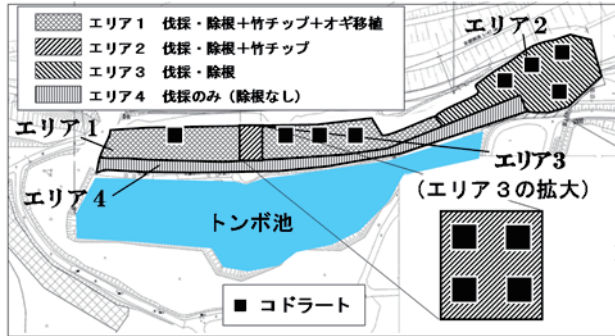 エリア１ 伐採・除根＋竹チップ＋オギ移植
エリア２ 伐採・除根＋竹チップ
エリア３ 伐採・除根
エリア４ 伐採のみ（除根なし）
エリア２
エリア１
エリア３
（エリア３の拡大）
エリア４
トンボ池
■ コドラート